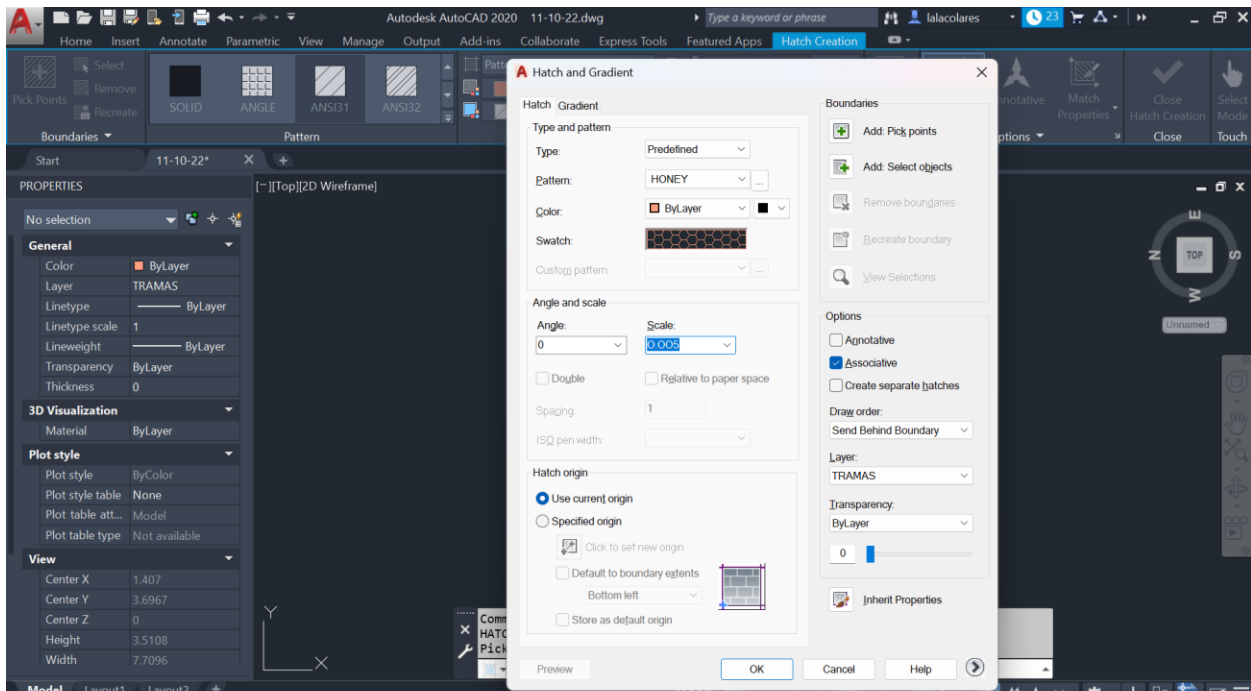 Autodesk AutoCAD 2020 11-10-22.dwg
Type a keyword or phrase
lalacolares
23
Home Insert Annotate Parametric View Manage Output Add-ins Collaborate Express Tools Featured Apps Hatch Creation
Pick Points
Select
Remove
Recreate
Boundaries
SOLID
ANGLE
ANSI31
ANSI32
Pattern
Match
Properties
Close
Hatch Creation
Close
Select
Mode
Touch
Start
11-10-22*
PROPERTIES
No selection
General
Color ByLayer
Layer TRAMAS
Linetype ByLayer
Linetype scale 1
Lineweight ByLayer
Transparency ByLayer
Thickness 0
3D Visualization
Material ByLayer
Plot style
Plot style ByColor
Plot style table None
Plot table att... Model
Plot table type Not available
View
Center X 1.407
Center Y 3.6967
Center Z 0
Height 3.5108
Width 7.7096
Model Layout1 Layout2
[−][Top][2D Wireframe]
Y
X
Hatch and Gradient
Hatch Gradient
Type and pattern
Type: Predefined
Pattern: HONEY ...
Color: ByLayer
Swatch:
Custom pattern: ...
Angle and scale
Angle: Scale:
0 0.005
Double Relative to paper space
Spacing: 1
ISO pen width:
Hatch origin
Use current origin
Specified origin
Click to set new origin
Default to boundary extents
Bottom left
Store as default origin
Preview
Boundaries
Add: Pick points
Add: Select objects
Remove boundaries
Recreate boundary
View Selections
Options
Annotative
Associative
Create separate hatches
Draw order:
Send Behind Boundary
Layer:
TRAMAS
Transparency:
ByLayer
0
Inherit Properties
OK Cancel Help
E
N TOP S
W
Unnamed